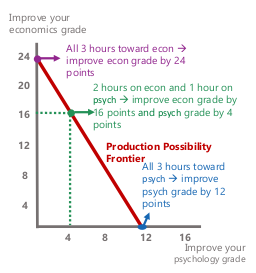 Improve your
economics grade
All 3 hours toward econ →
improve econ grade by 24
points
2 hours on econ and 1 hour on
psych → improve econ grade by
16 points and psych grade by 4
points
Production Possibility
Frontier
All 3 hours toward
psych → improve
psych grade by 12
points
24
20
16
12
8
4
4
8
12
16
Improve your
psychology grade